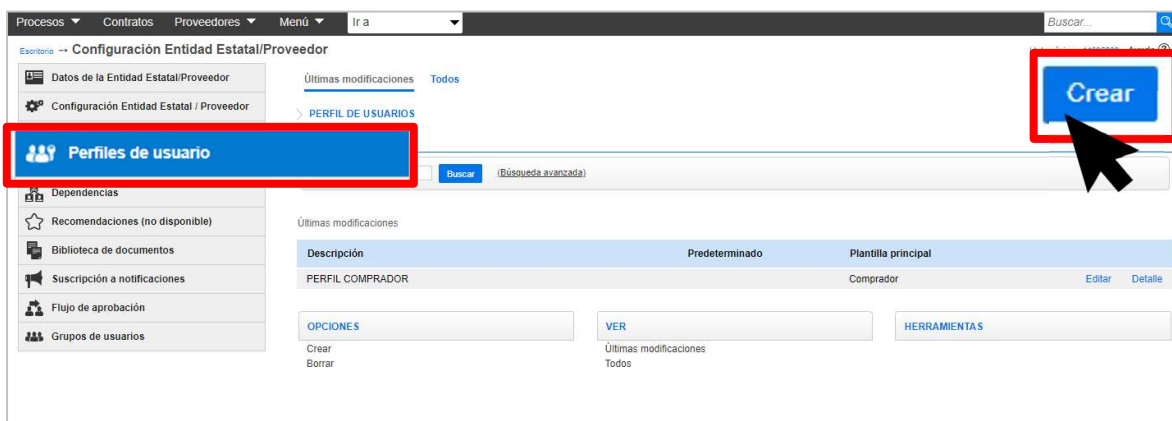 Procesos Contratos Proveedores Menú Ir a Buscar...
Escritorio → Configuración Entidad Estatal/Proveedor
Datos de la Entidad Estatal/Proveedor
Configuración Entidad Estatal / Proveedor
Perfiles de usuario
Dependencias
Recomendaciones (no disponible)
Biblioteca de documentos
Suscripción a notificaciones
Flujo de aprobación
Grupos de usuarios
Últimas modificaciones Todos
PERFIL DE USUARIOS
Crear
Buscar (Búsqueda avanzada)
Últimas modificaciones
Descripción Predeterminado Plantilla principal
PERFIL COMPRADOR Comprador Editar Detalle
OPCIONES VER HERRAMIENTAS
Crear Últimas modificaciones
Borrar Todos